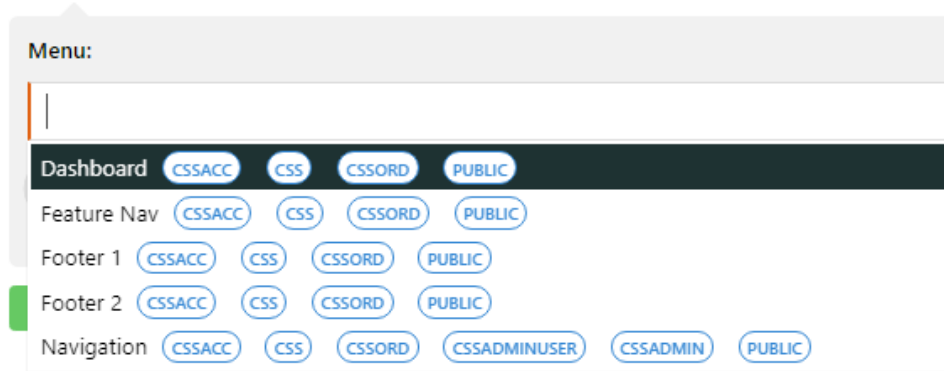 Menu:
Dashboard CSSACC CSS CSSORD PUBLIC
Feature Nav CSSACC CSS CSSORD PUBLIC
Footer 1 CSSACC CSS CSSORD PUBLIC
Footer 2 CSSACC CSS CSSORD PUBLIC
Navigation CSSACC CSS CSSORD CSSADMINUSER CSSADMIN PUBLIC